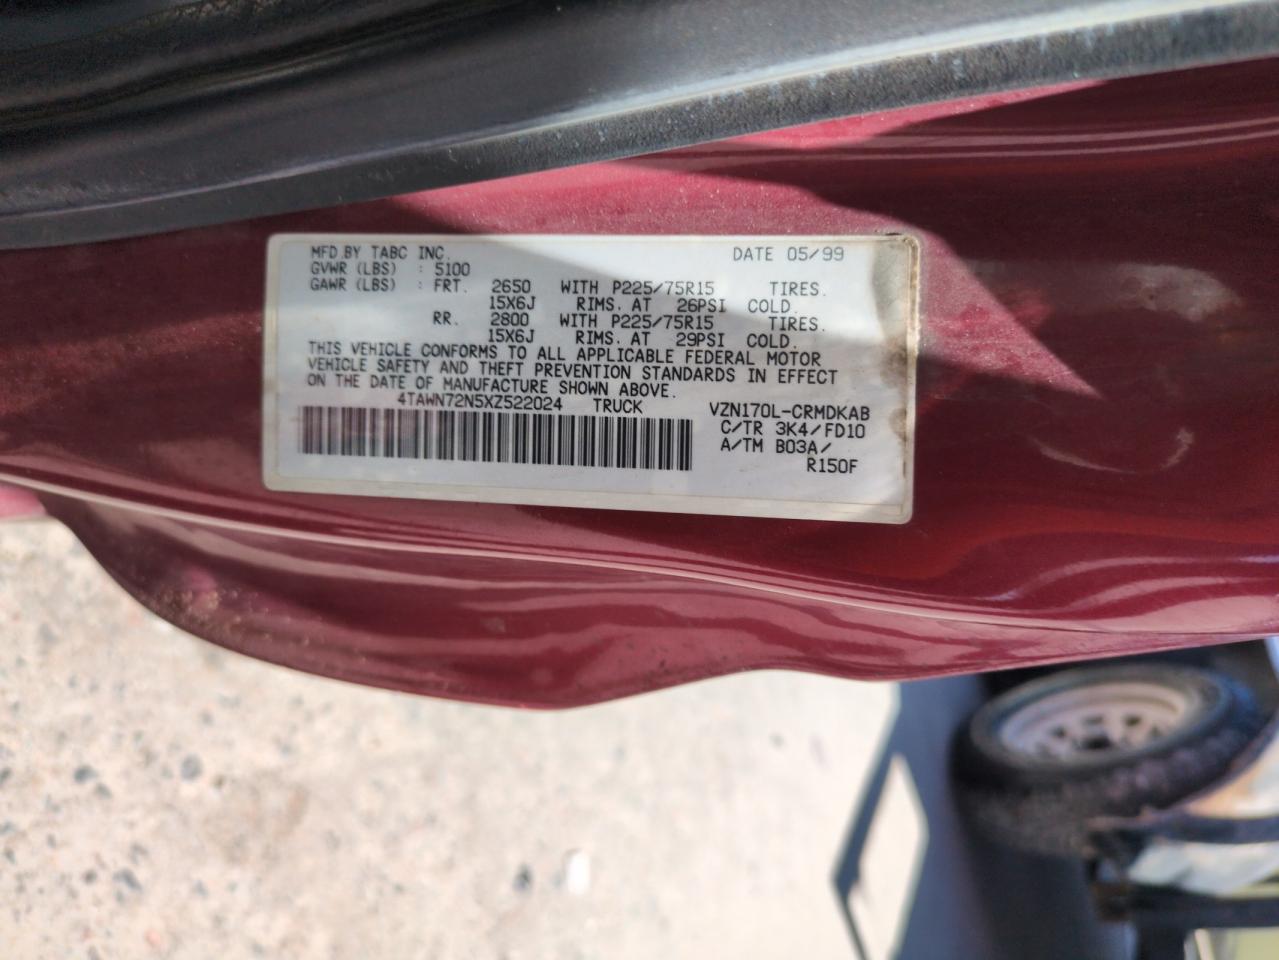 MFD.BY TABC INC. DATE 05/99
GVWR (LBS) : 5100
GAWR (LBS) : FRT. 2650 WITH P225/75R15 TIRES.
15X6J RIMS. AT 26PSI COLD.
RR. 2800 WITH P225/75R15 TIRES.
15X6J RIMS. AT 29PSI COLD.
THIS VEHICLE CONFORMS TO ALL APPLICABLE FEDERAL MOTOR
VEHICLE SAFETY AND THEFT PREVENTION STANDARDS IN EFFECT
ON THE DATE OF MANUFACTURE SHOWN ABOVE.
4TAWN72N5XZ522024 TRUCK VZN170L-CRMDKAB
C/TR 3K4/FD10
A/TM B03A/
R150F